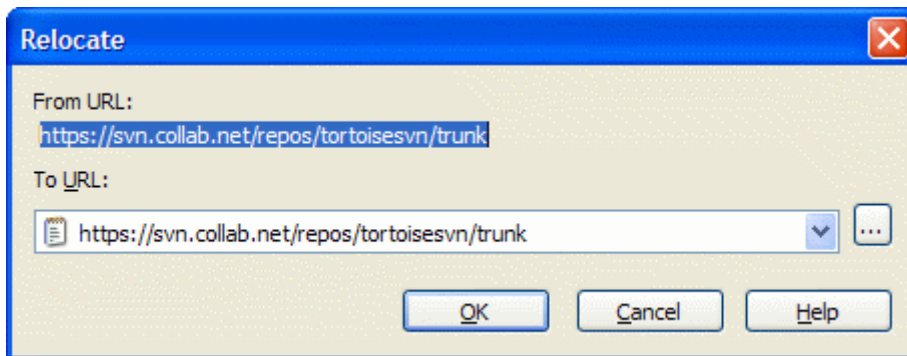 Relocate
From URL:
https://svn.collab.net/repos/tortoisesvn/trunk
To URL:
https://svn.collab.net/repos/tortoisesvn/trunk
...
OK Cancel Help